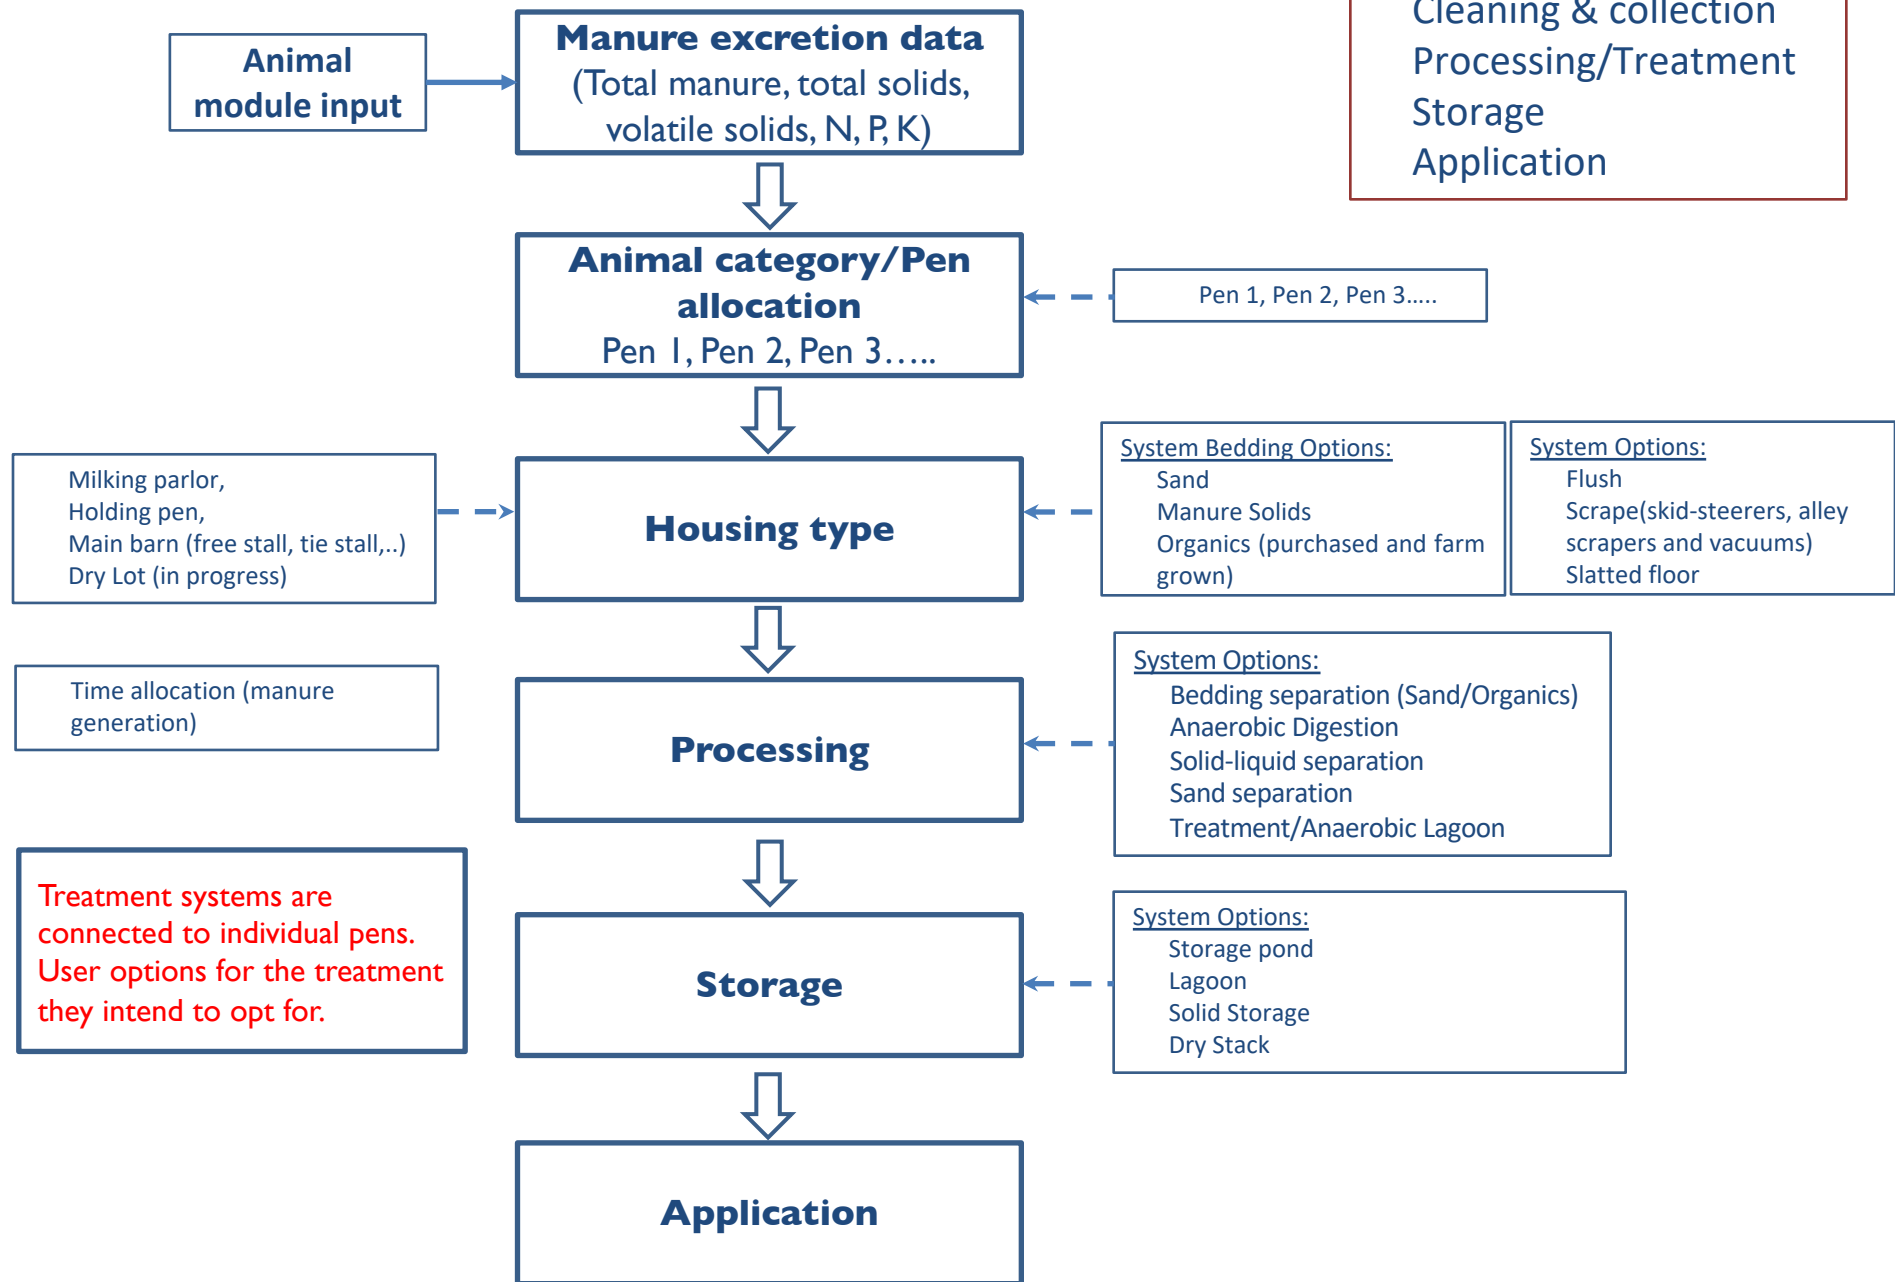 Cleaning & collection
Processing/Treatment
Storage
Application
Animal
module input
Manure excretion data
(Total manure, total solids,
volatile solids, N, P, K)
Animal category/Pen
allocation
Pen 1, Pen 2, Pen 3.....
Pen 1, Pen 2, Pen 3.....
Milking parlor,
Holding pen,
Main barn (free stall, tie stall,..)
Dry Lot (in progress)
Housing type
System Bedding Options:
Sand
Manure Solids
Organics (purchased and farm
grown)
System Options:
Flush
Scrape(skid-steerers, alley
scrapers and vacuums)
Slatted floor
Time allocation (manure
generation)
Processing
System Options:
Bedding separation (Sand/Organics)
Anaerobic Digestion
Solid-liquid separation
Sand separation
Treatment/Anaerobic Lagoon
Treatment systems are
connected to individual pens.
User options for the treatment
they intend to opt for.
Storage
System Options:
Storage pond
Lagoon
Solid Storage
Dry Stack
Application